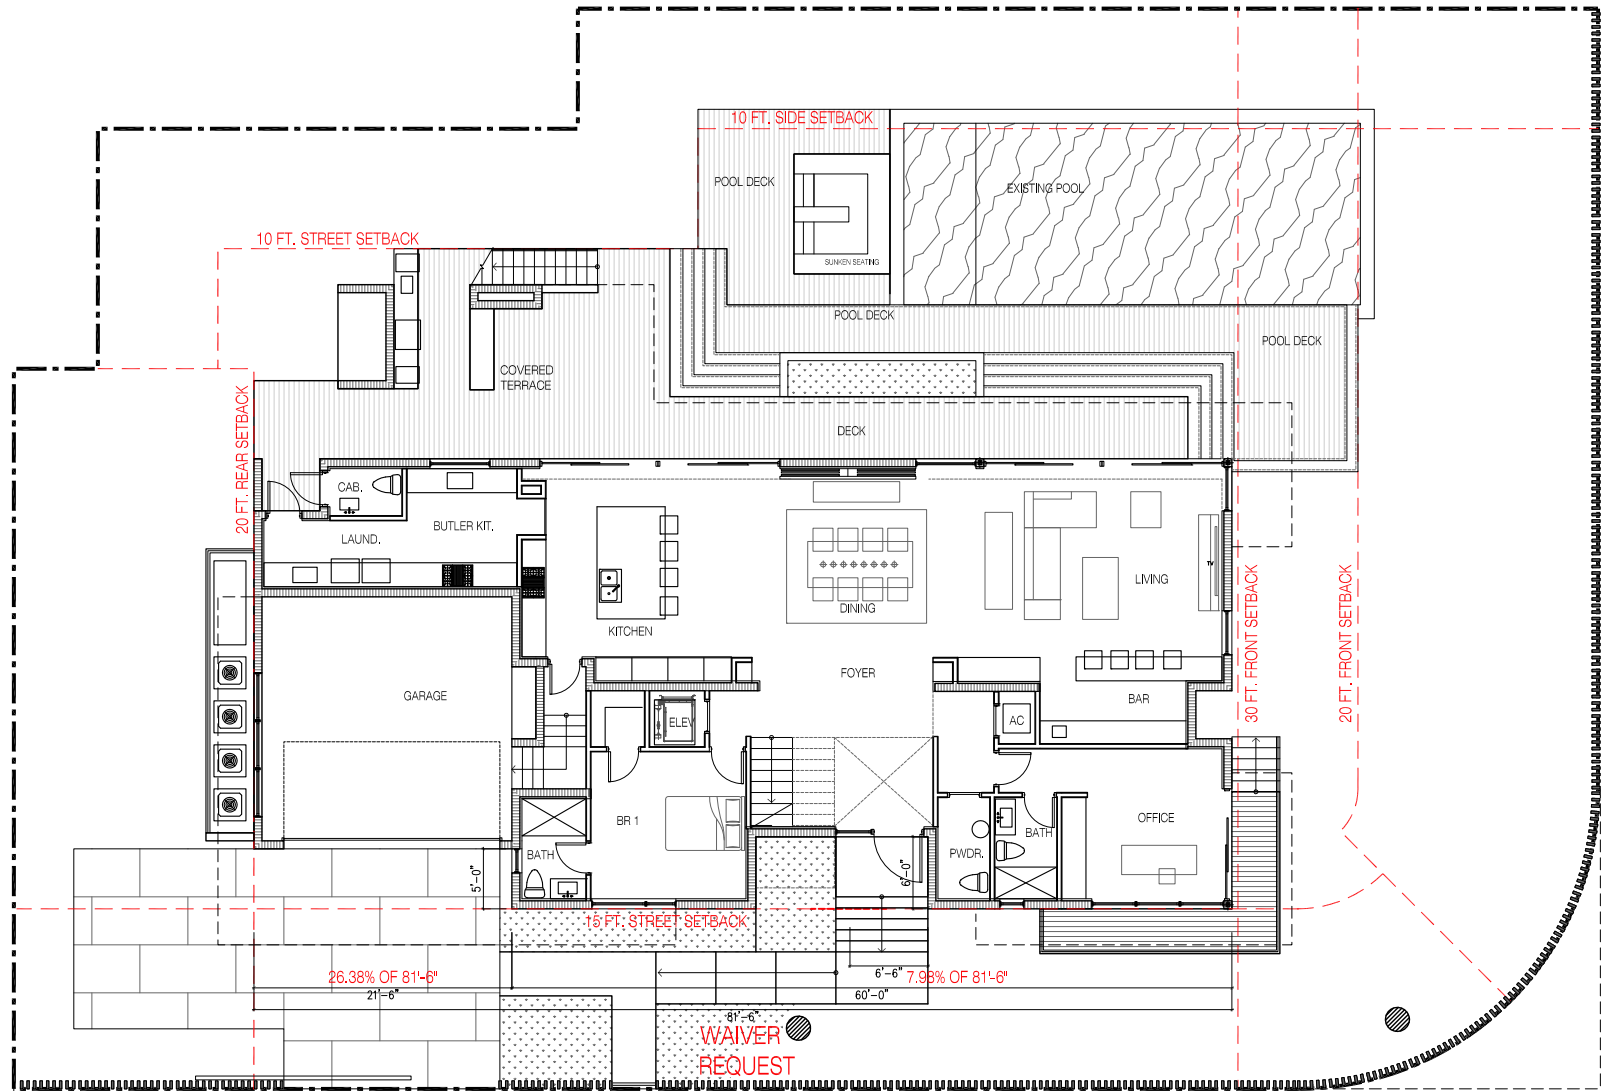 10 FT. SIDE SETBACK
POOL DECK
EXISTING POOL
10 FT. STREET SETBACK
SUNKEN SEATING
POOL DECK
POOL DECK
COVERED
TERRACE
DECK
20 FT. REAR SETBACK
CAB.
BUTLER KIT.
LAUND.
TV
LIVING
DINING
KITCHEN
30 FT. FRONT SETBACK
20 FT. FRONT SETBACK
FOYER
GARAGE
BAR
ELEV
AC
BR 1
OFFICE
BATH
BATH
PWDR.
5'-0"
6'-0"
15 FT. STREET SETBACK
26.38% OF 81'-6"
6'-6"
7.98% OF 81'-6"
21'-6"
60'-0"
81'-6"
WAIVER
REQUEST